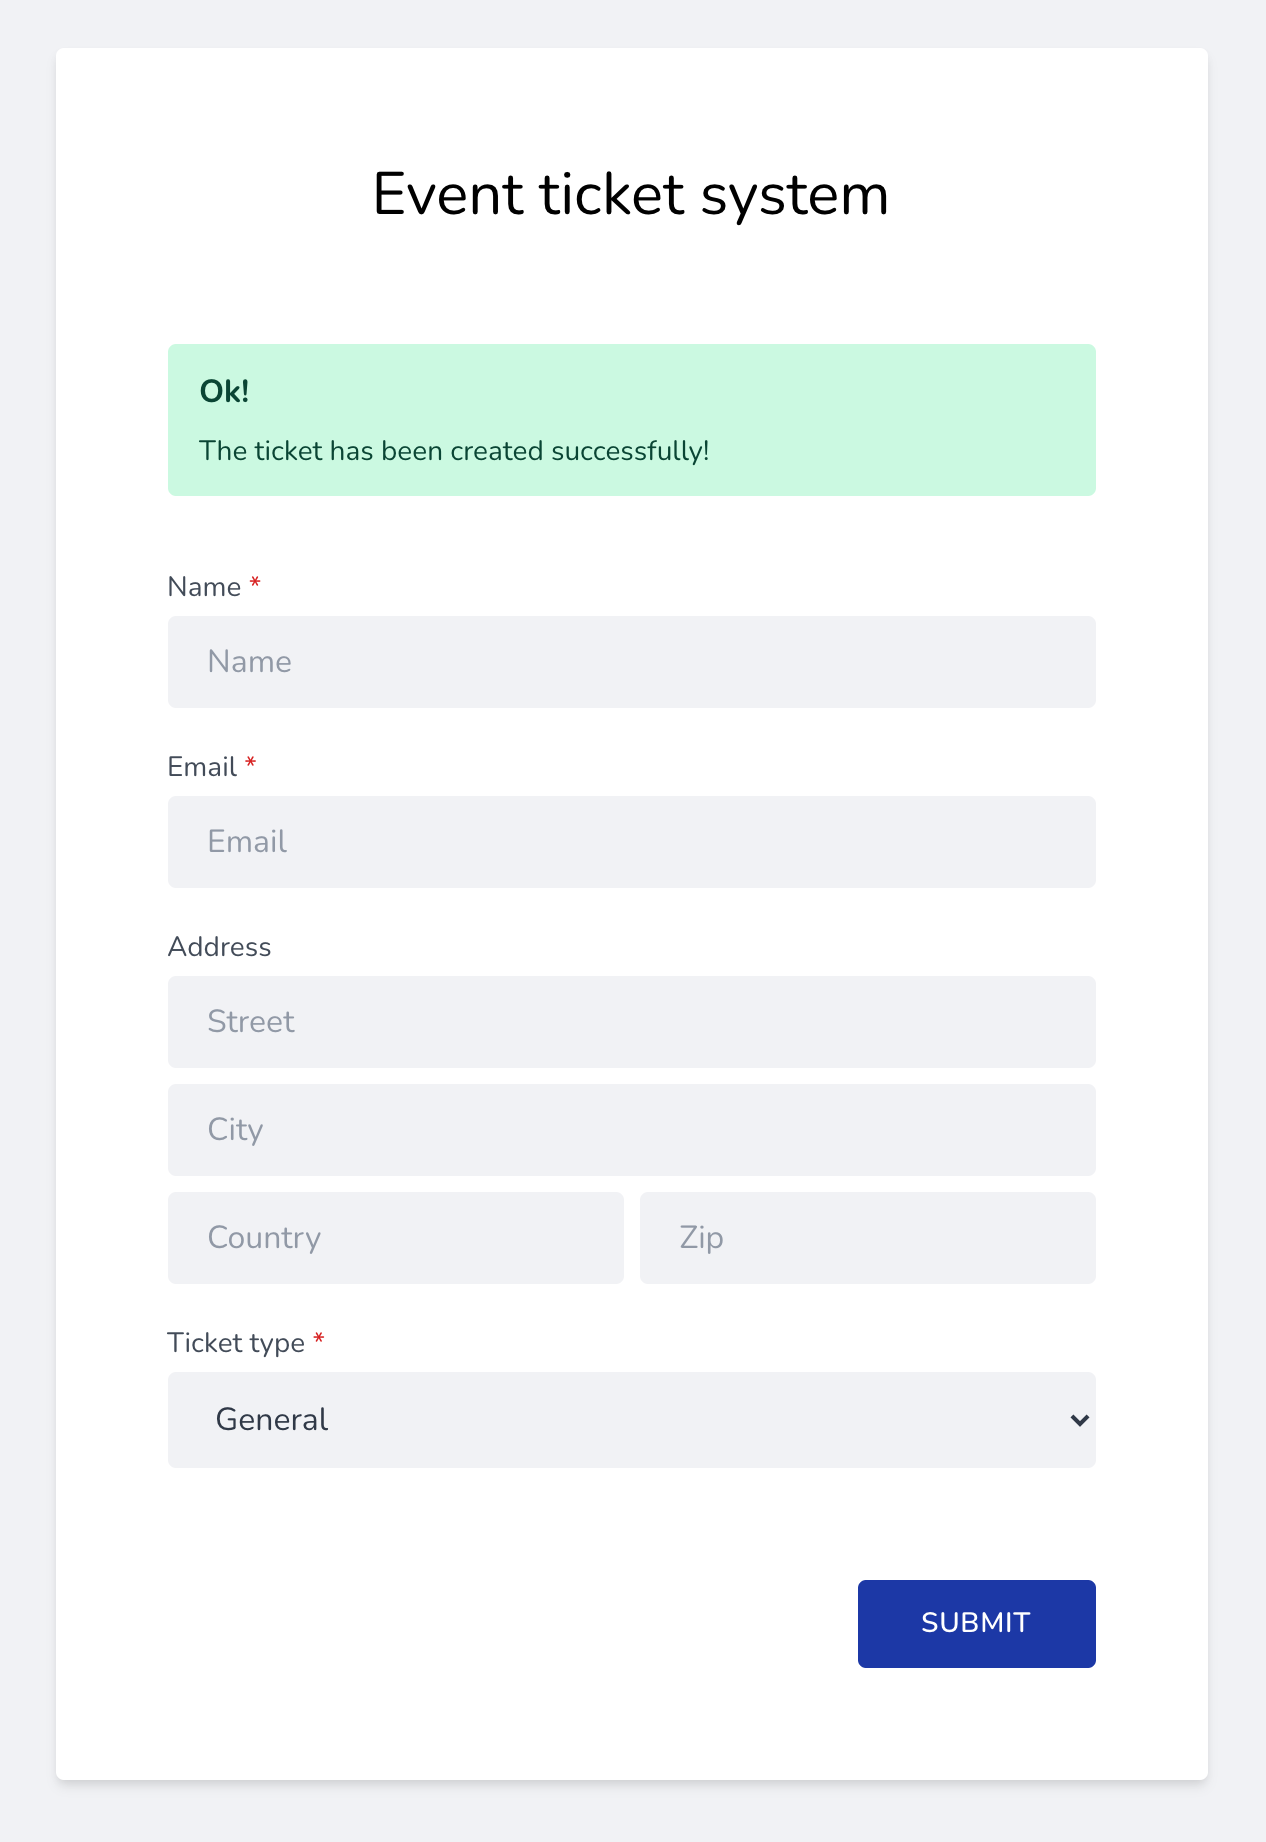 Event ticket system
Ok!
The ticket has been created successfully!
Name *
Name
Email *
Email
Address
Street
City
Country Zip
Ticket type *
General
SUBMIT